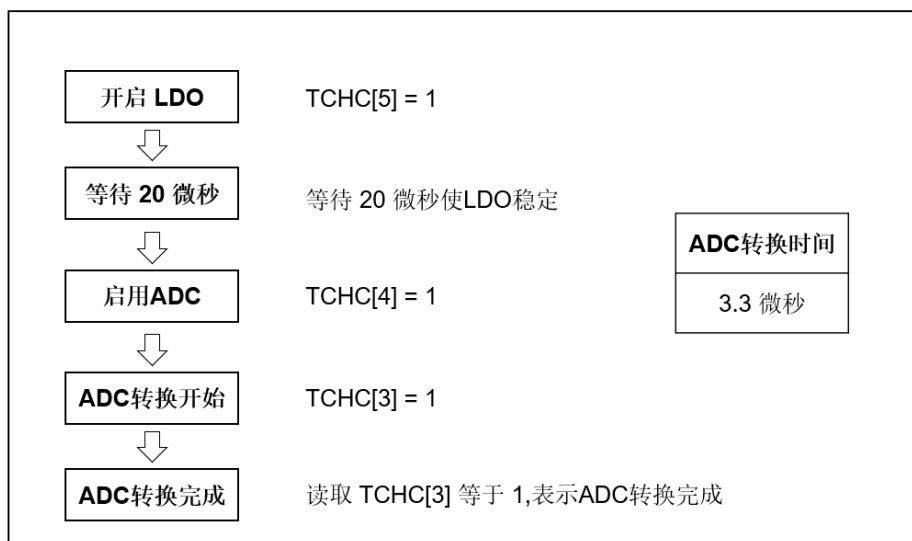 开启 LDO
TCHC[5] = 1
等待 20 微秒
等待 20 微秒使LDO稳定
启用ADC
TCHC[4] = 1
ADC转换时间
3.3 微秒
ADC转换开始
TCHC[3] = 1
ADC转换完成
读取 TCHC[3] 等于 1,表示ADC转换完成